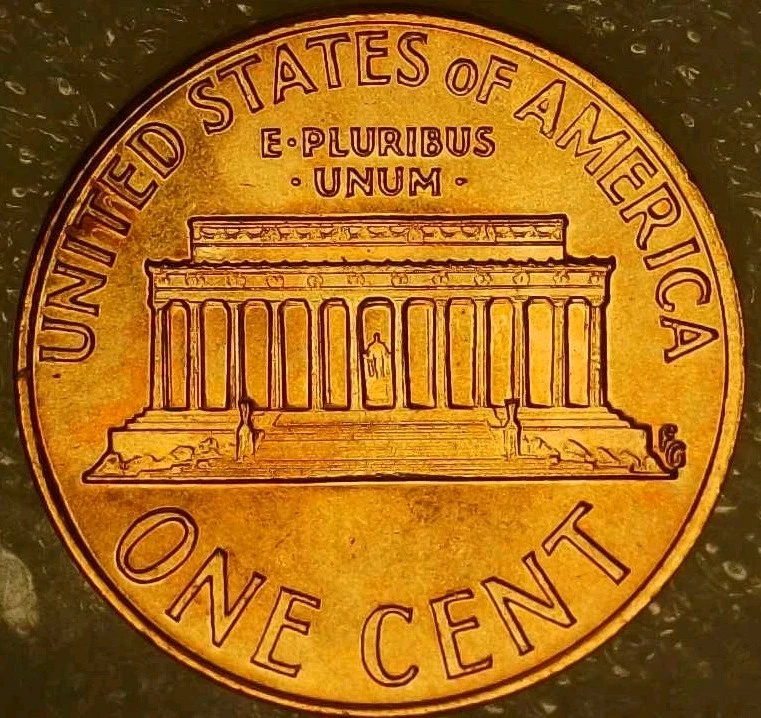 UNITED STATES OF AMERICA
E·PLURIBUS
·UNUM·
FG
ONE CENT